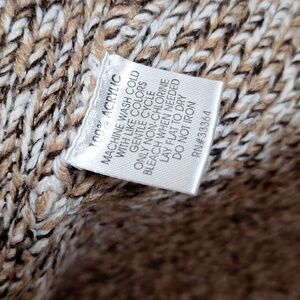 100% ACRYLIC
MACHINE WASH COLD
WITH LIKE COLORS
GENTLE CYCLE
ONLY NON-CHLORINE
BLEACH WHEN NEEDED
LAY FLAT TO DRY
DO NOT IRON
RN#33364